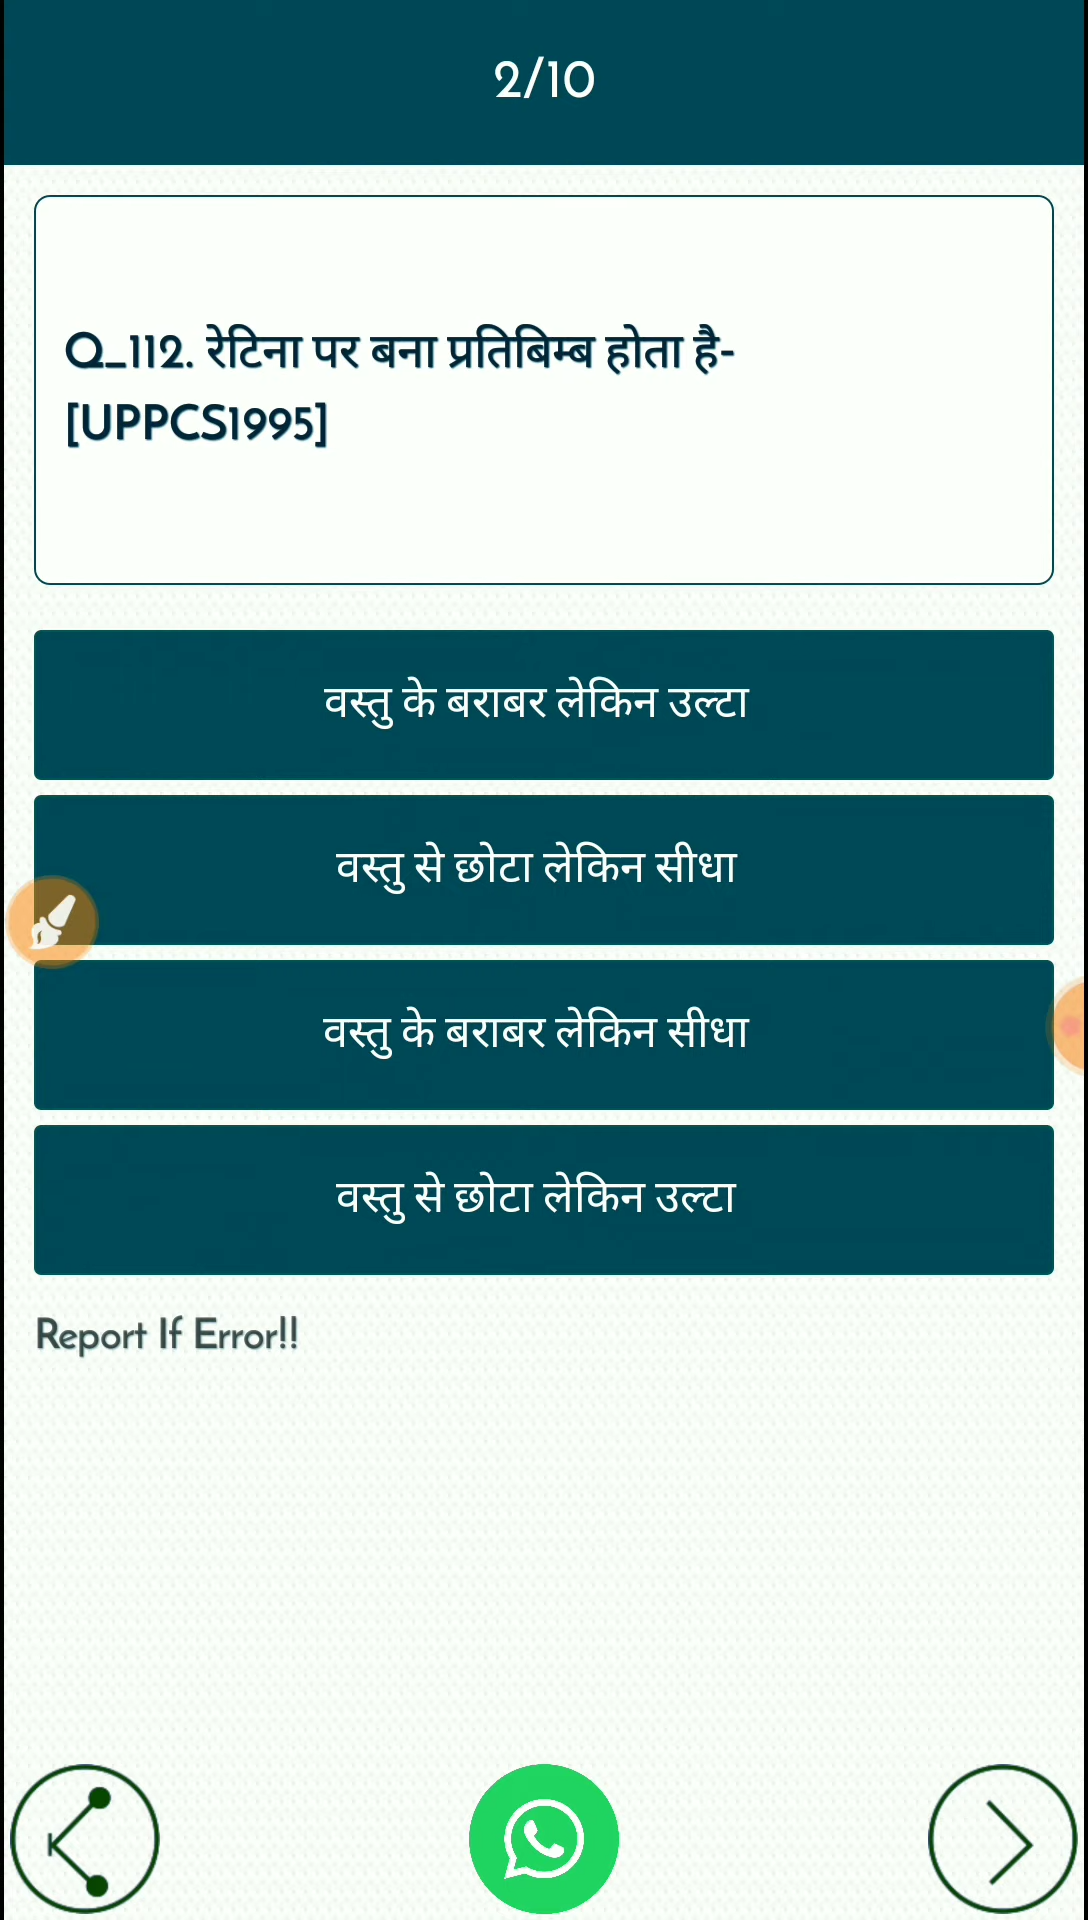 2/10
Q_112. रेटिना पर बना प्रतिबिम्ब होता है-
[UPPCS1995]
वस्तु के बराबर लेकिन उल्टा
वस्तु से छोटा लेकिन सीधा
वस्तु के बराबर लेकिन सीधा
वस्तु से छोटा लेकिन उल्टा
Report If Error!!